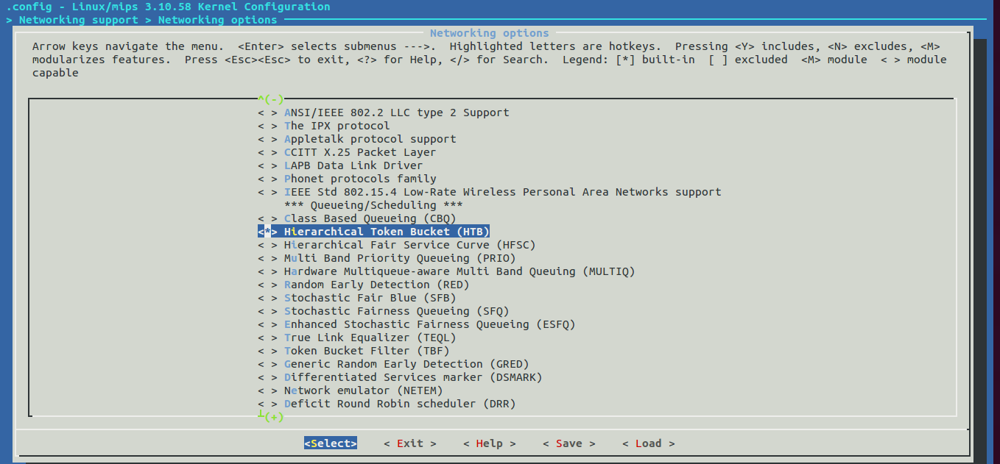 .config - Linux/mips 3.10.58 Kernel Configuration
> Networking support > Networking options
Networking options
Arrow keys navigate the menu.  <Enter> selects submenus --->.  Highlighted letters are hotkeys.  Pressing <Y> includes, <N> excludes, <M>
modularizes features.  Press <Esc><Esc> to exit, <?> for Help, </> for Search.  Legend: [*] built-in  [ ] excluded  <M> module  < > module
capable
^(-)
< > ANSI/IEEE 802.2 LLC type 2 Support
< > The IPX protocol
< > Appletalk protocol support
< > CCITT X.25 Packet Layer
< > LAPB Data Link Driver
< > Phonet protocols family
< > IEEE Std 802.15.4 Low-Rate Wireless Personal Area Networks support
*** Queueing/Scheduling ***
< > Class Based Queueing (CBQ)
<*> Hierarchical Token Bucket (HTB)
< > Hierarchical Fair Service Curve (HFSC)
< > Multi Band Priority Queueing (PRIO)
< > Hardware Multiqueue-aware Multi Band Queuing (MULTIQ)
< > Random Early Detection (RED)
< > Stochastic Fair Blue (SFB)
< > Stochastic Fairness Queueing (SFQ)
< > Enhanced Stochastic Fairness Queueing (ESFQ)
< > True Link Equalizer (TEQL)
< > Token Bucket Filter (TBF)
< > Generic Random Early Detection (GRED)
< > Differentiated Services marker (DSMARK)
< > Network emulator (NETEM)
< > Deficit Round Robin scheduler (DRR)
┴(+)
<Select>    < Exit >    < Help >    < Save >    < Load >